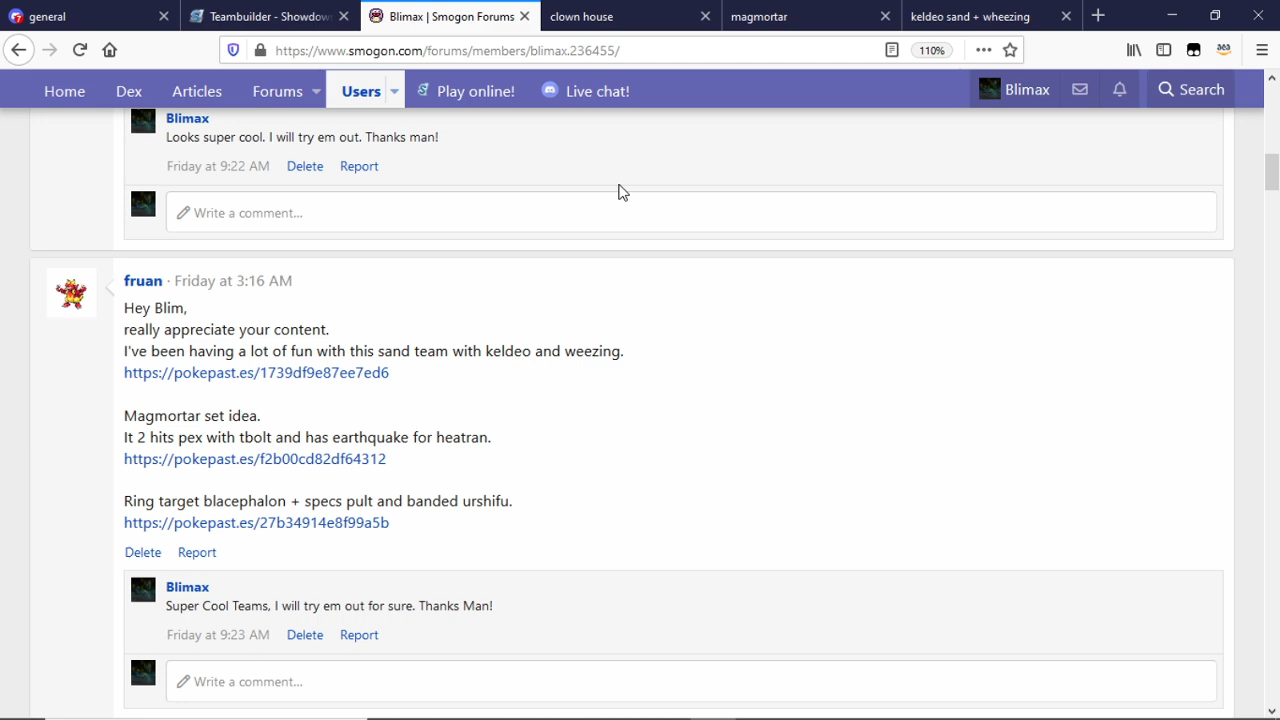 general
Teambuilder - Showdow
Blimax | Smogon Forums
clown house
magmortar
keldeo sand + wheezing
https://www.smogon.com/forums/members/blimax.236455/
110%
Home
Dex
Articles
Forums
Users
Play online!
Live chat!
Blimax
Search
Blimax
Looks super cool. I will try em out. Thanks man!
Friday at 9:22 AM Delete Report
Write a comment...
fruan · Friday at 3:16 AM
Hey Blim,
really appreciate your content.
I've been having a lot of fun with this sand team with keldeo and weezing.
https://pokepast.es/1739df9e87ee7ed6
Magmortar set idea.
It 2 hits pex with tbolt and has earthquake for heatran.
https://pokepast.es/f2b00cd82df64312
Ring target blacephalon + specs pult and banded urshifu.
https://pokepast.es/27b34914e8f99a5b
Delete Report
Blimax
Super Cool Teams, I will try em out for sure. Thanks Man!
Friday at 9:23 AM Delete Report
Write a comment...